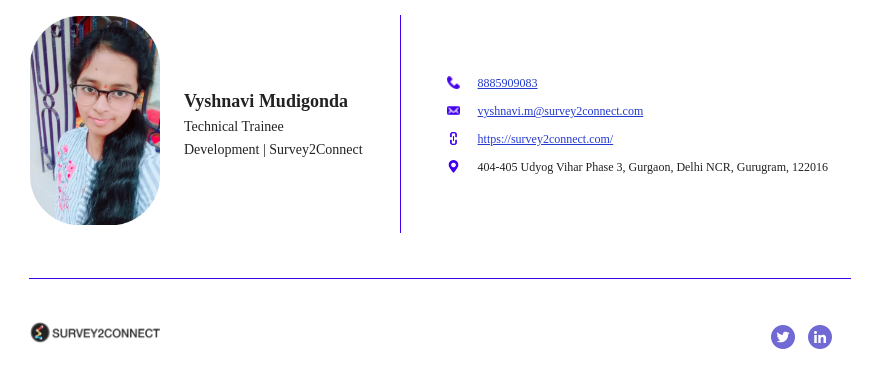 Vyshnavi Mudigonda
Technical Trainee
Development | Survey2Connect
8885909083
vyshnavi.m@survey2connect.com
https://survey2connect.com/
404-405 Udyog Vihar Phase 3, Gurgaon, Delhi NCR, Gurugram, 122016
SURVEY2CONNECT
in